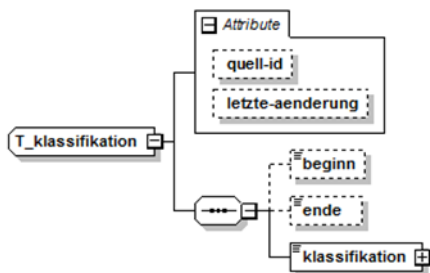 Attribute
quell-id
letzte-aenderung
T_klassifikation
beginn
ende
klassifikation